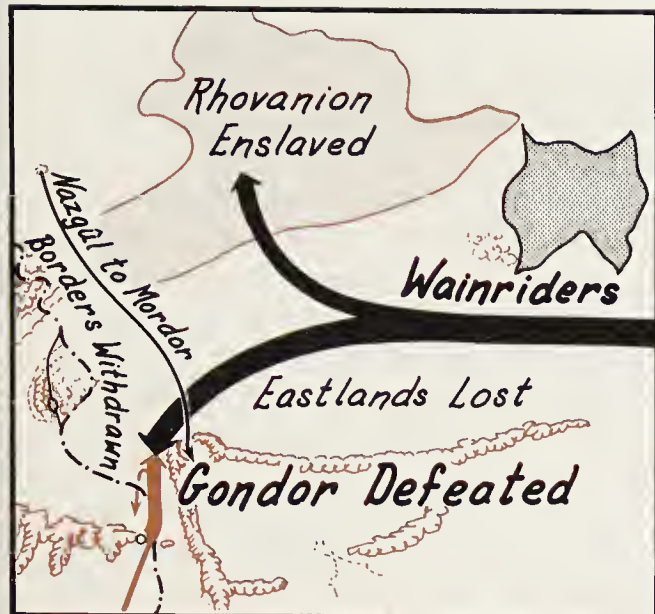 Rhovanion
Enslaved
Nazgûl to Mordor
Borders Withdrawn
Wainriders
Eastlands Lost
Gondor Defeated